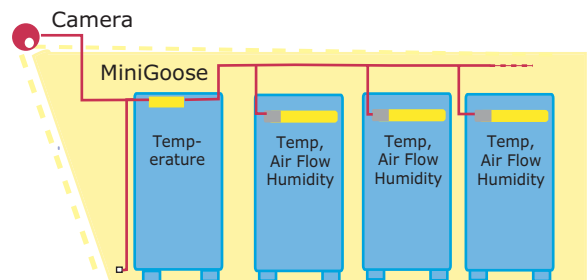 Camera
MiniGoose
Temp-
erature
Temp,
Air Flow
Humidity
Temp,
Air Flow
Humidity
Temp,
Air Flow
Humidity